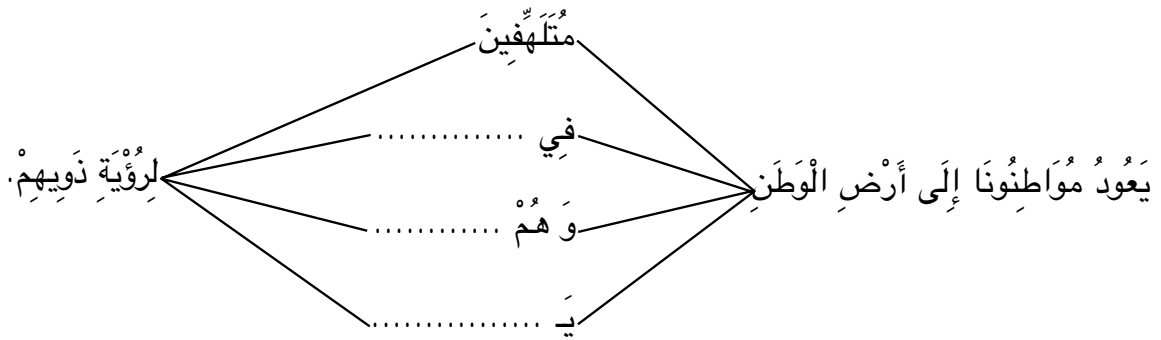 مُتَلَهِّفِينَ
فِي .............
يَعُودُ مُوَاطِنُونَا إِلَى أَرْضِ الْوَطَنِ
لِرُؤْيَةِ ذَوِيهِمْ.
وَ هُمْ ............
يَـ ................